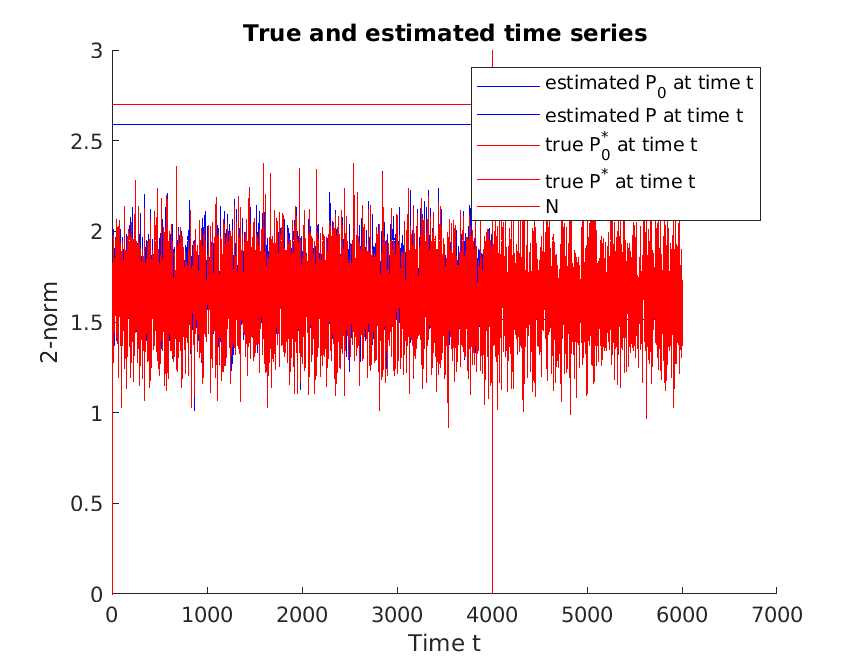 True and estimated time series
3
2.5
2
1.5
1
0.5
0
2-norm
estimated P₀ at time t
estimated P at time t
true P₀* at time t
true P* at time t
N
0 1000 2000 3000 4000 5000 6000 7000
Time t